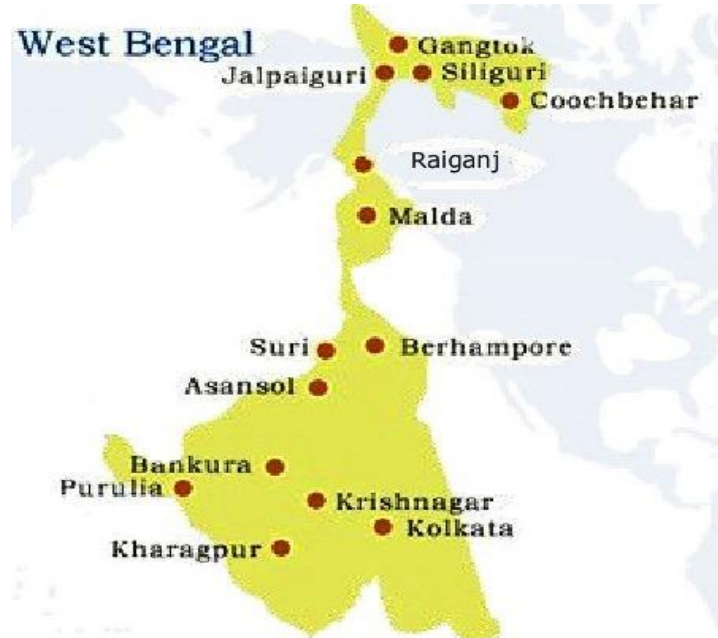 West Bengal
Gangtok
Jalpaiguri
Siliguri
Coochbehar
Raiganj
Malda
Suri
Berhampore
Asansol
Bankura
Purulia
Krishnagar
Kolkata
Kharagpur